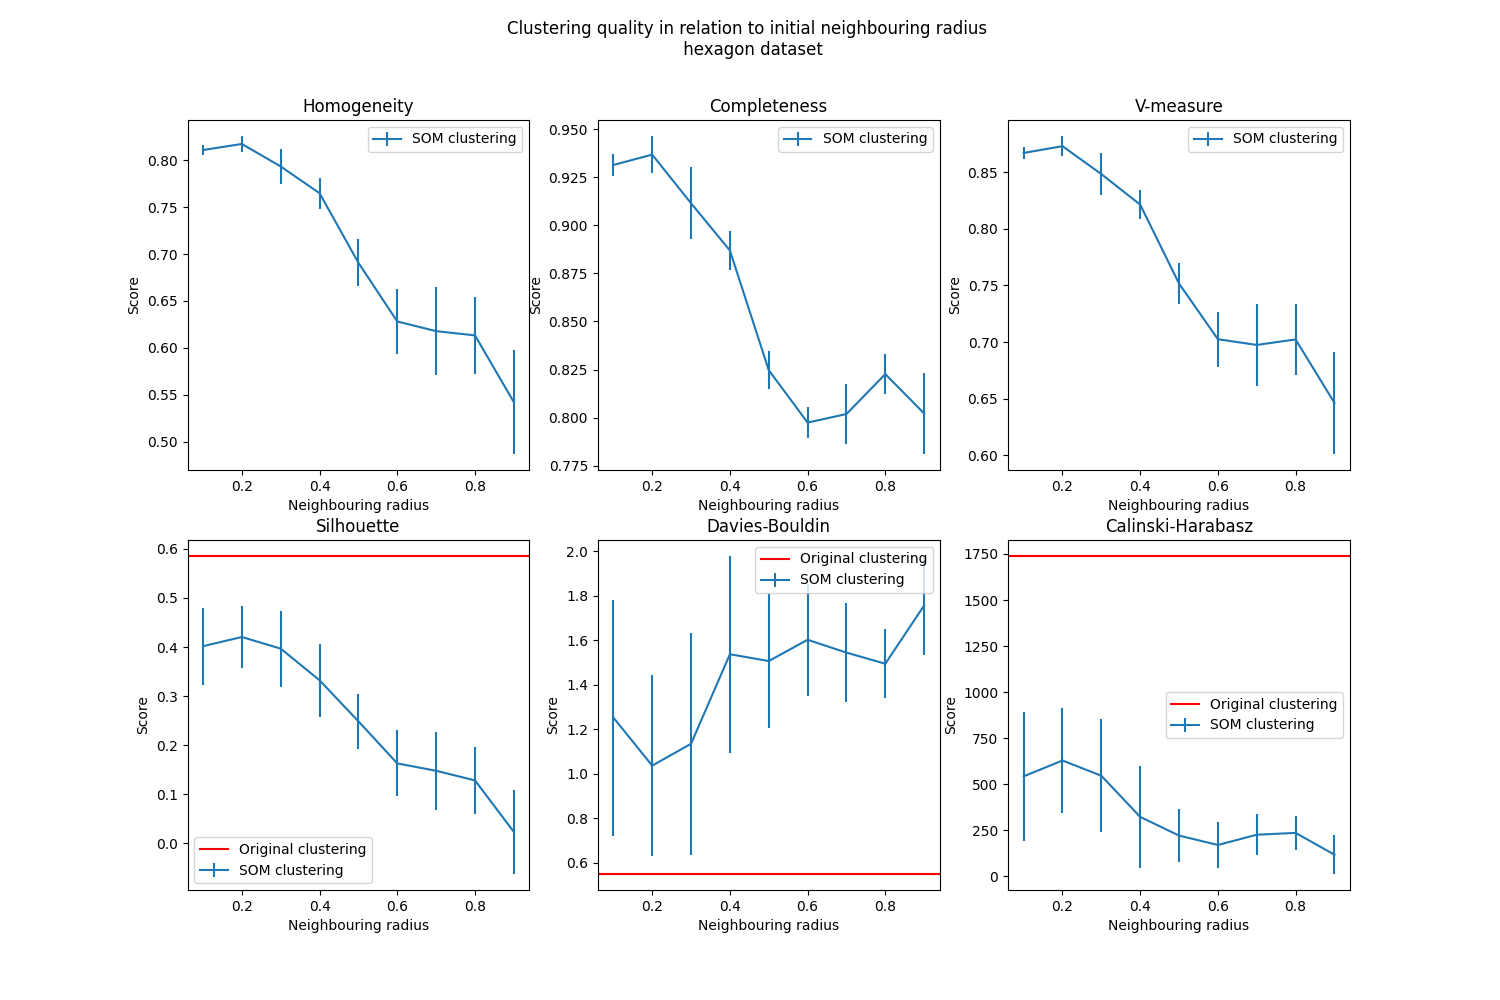 Clustering quality in relation to initial neighbouring radius
hexagon dataset
Homogeneity
SOM clustering
0.80
0.75
0.70
0.65
0.60
0.55
0.50
Score
0.2 0.4 0.6 0.8
Neighbouring radius
Completeness
SOM clustering
0.950
0.925
0.900
0.875
0.850
0.825
0.800
0.775
Score
0.2 0.4 0.6 0.8
Neighbouring radius
V-measure
SOM clustering
0.85
0.80
0.75
0.70
0.65
0.60
Score
0.2 0.4 0.6 0.8
Neighbouring radius
Silhouette
0.6
0.5
0.4
0.3
0.2
0.1
0.0
Score
Original clustering
SOM clustering
0.2 0.4 0.6 0.8
Neighbouring radius
Davies-Bouldin
Original clustering
SOM clustering
2.0
1.8
1.6
1.4
1.2
1.0
0.8
0.6
Score
0.2 0.4 0.6 0.8
Neighbouring radius
Calinski-Harabasz
1750
1500
1250
1000
750
500
250
0
Score
Original clustering
SOM clustering
0.2 0.4 0.6 0.8
Neighbouring radius